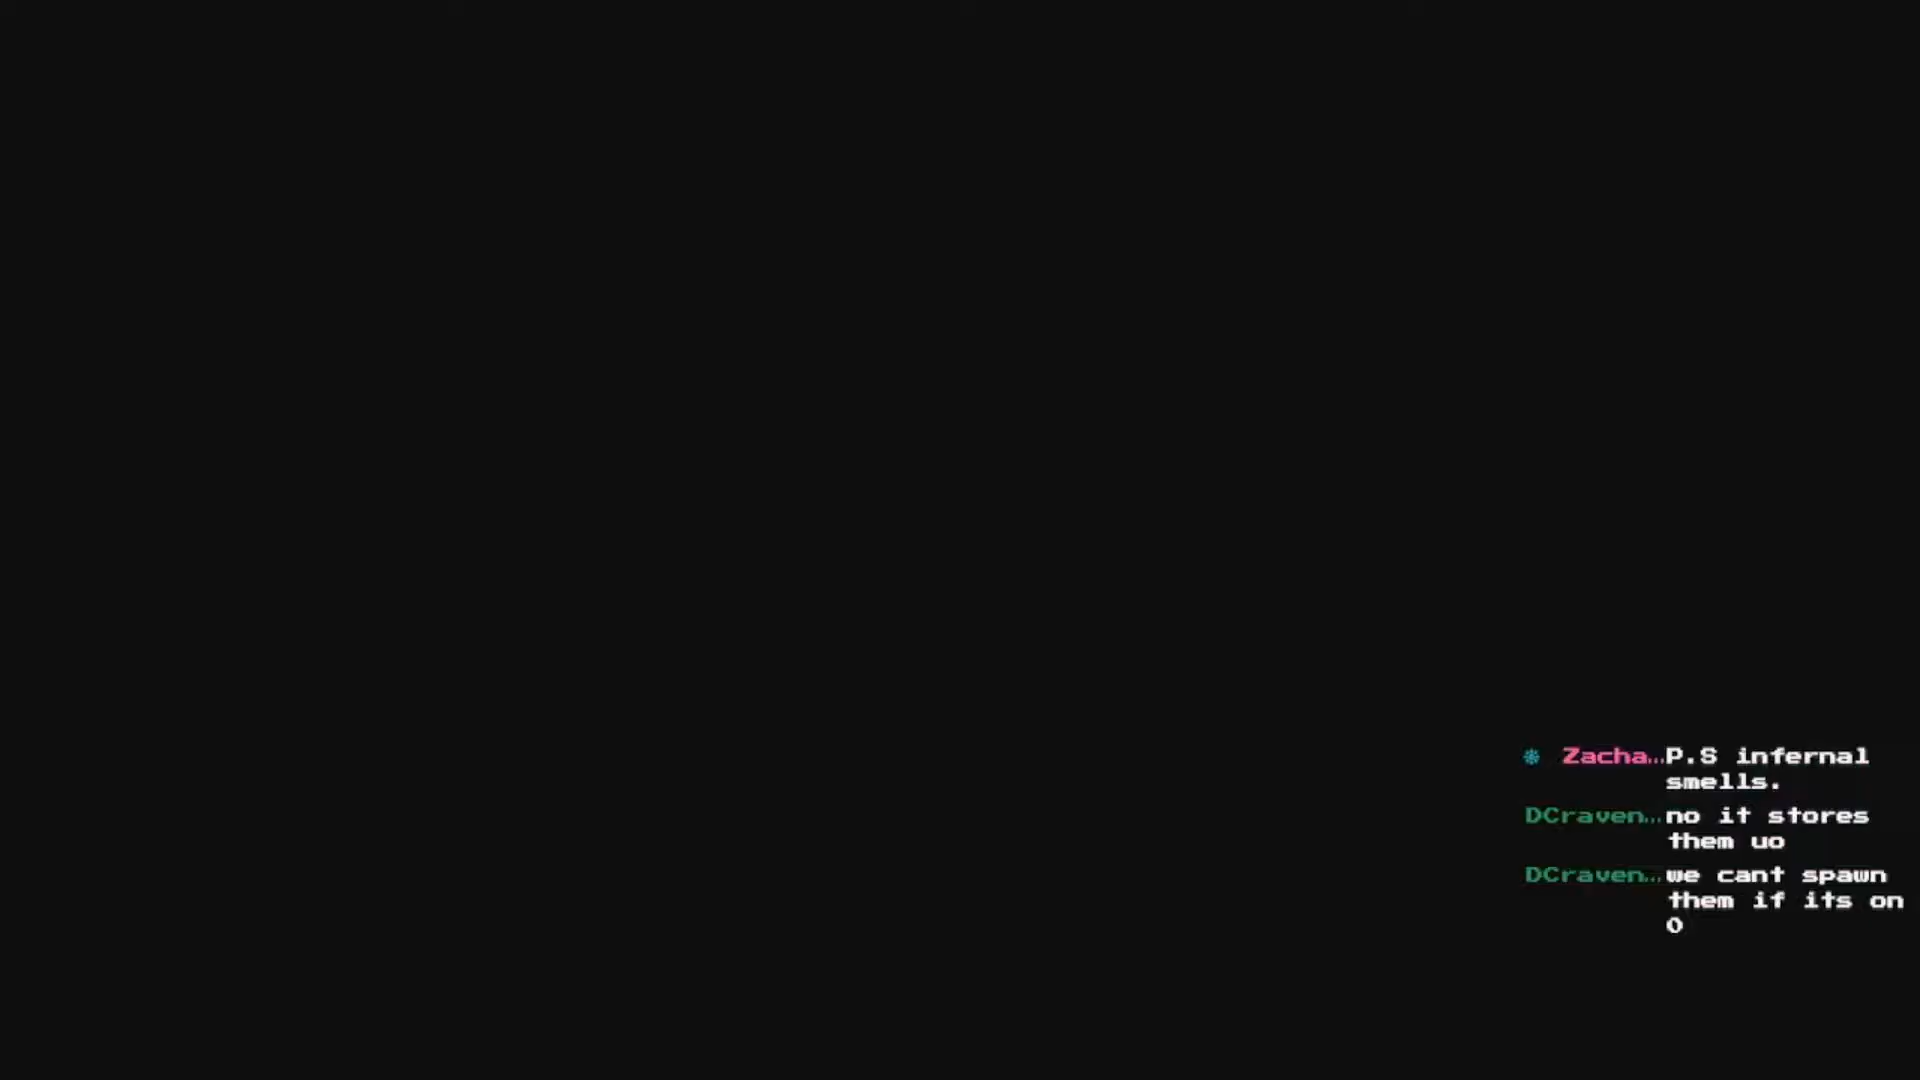 Zacha…P.S infernal
smells.
DCraven…no it stores
them uo
DCraven…we cant spawn
them if its on
0